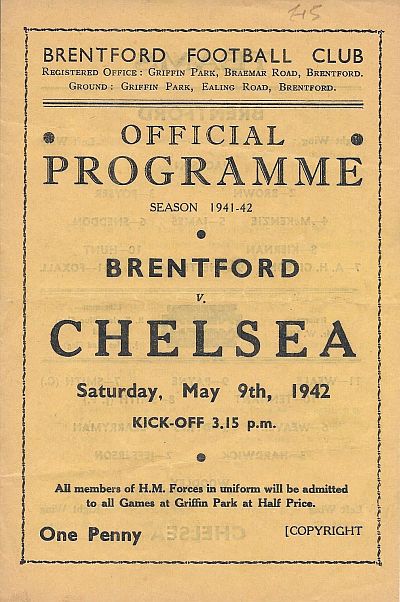 £15
BRENTFORD FOOTBALL CLUB
REGISTERED OFFICE: GRIFFIN PARK, BRAEMAR ROAD, BRENTFORD.
GROUND: GRIFFIN PARK, EALING ROAD, BRENTFORD.
OFFICIAL
PROGRAMME
SEASON 1941-42
BRENTFORD
v.
CHELSEA
Saturday, May 9th, 1942
KICK-OFF 3.15 p.m.
All members of H.M. Forces in uniform will be admitted
to all Games at Griffin Park at Half Price.
One Penny [COPYRIGHT